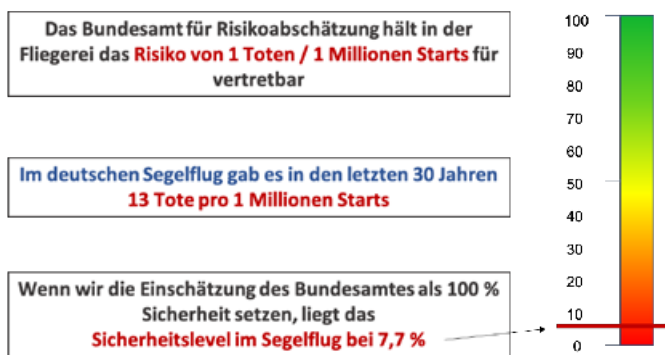 Das Bundesamt für Risikoabschätzung hält in der
Fliegerei das Risiko von 1 Toten / 1 Millionen Starts für
vertretbar
Im deutschen Segelflug gab es in den letzten 30 Jahren
13 Tote pro 1 Millionen Starts
Wenn wir die Einschätzung des Bundesamtes als 100 %
Sicherheit setzen, liegt das
Sicherheitslevel im Segelflug bei 7,7 %
100
90
80
70
60
50
40
30
20
10
0